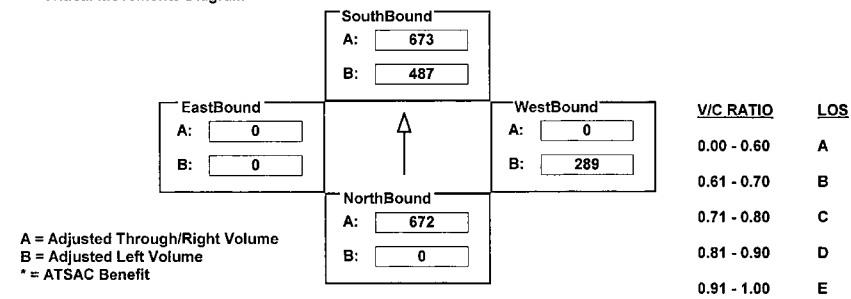 SouthBound
A: 673
B: 487
EastBound
A: 0
B: 0
WestBound
A: 0
B: 289
NorthBound
A: 672
B: 0
A = Adjusted Through/Right Volume
B = Adjusted Left Volume
* = ATSAC Benefit
V/C RATIO LOS
0.00 - 0.60 A
0.61 - 0.70 B
0.71 - 0.80 C
0.81 - 0.90 D
0.91 - 1.00 E